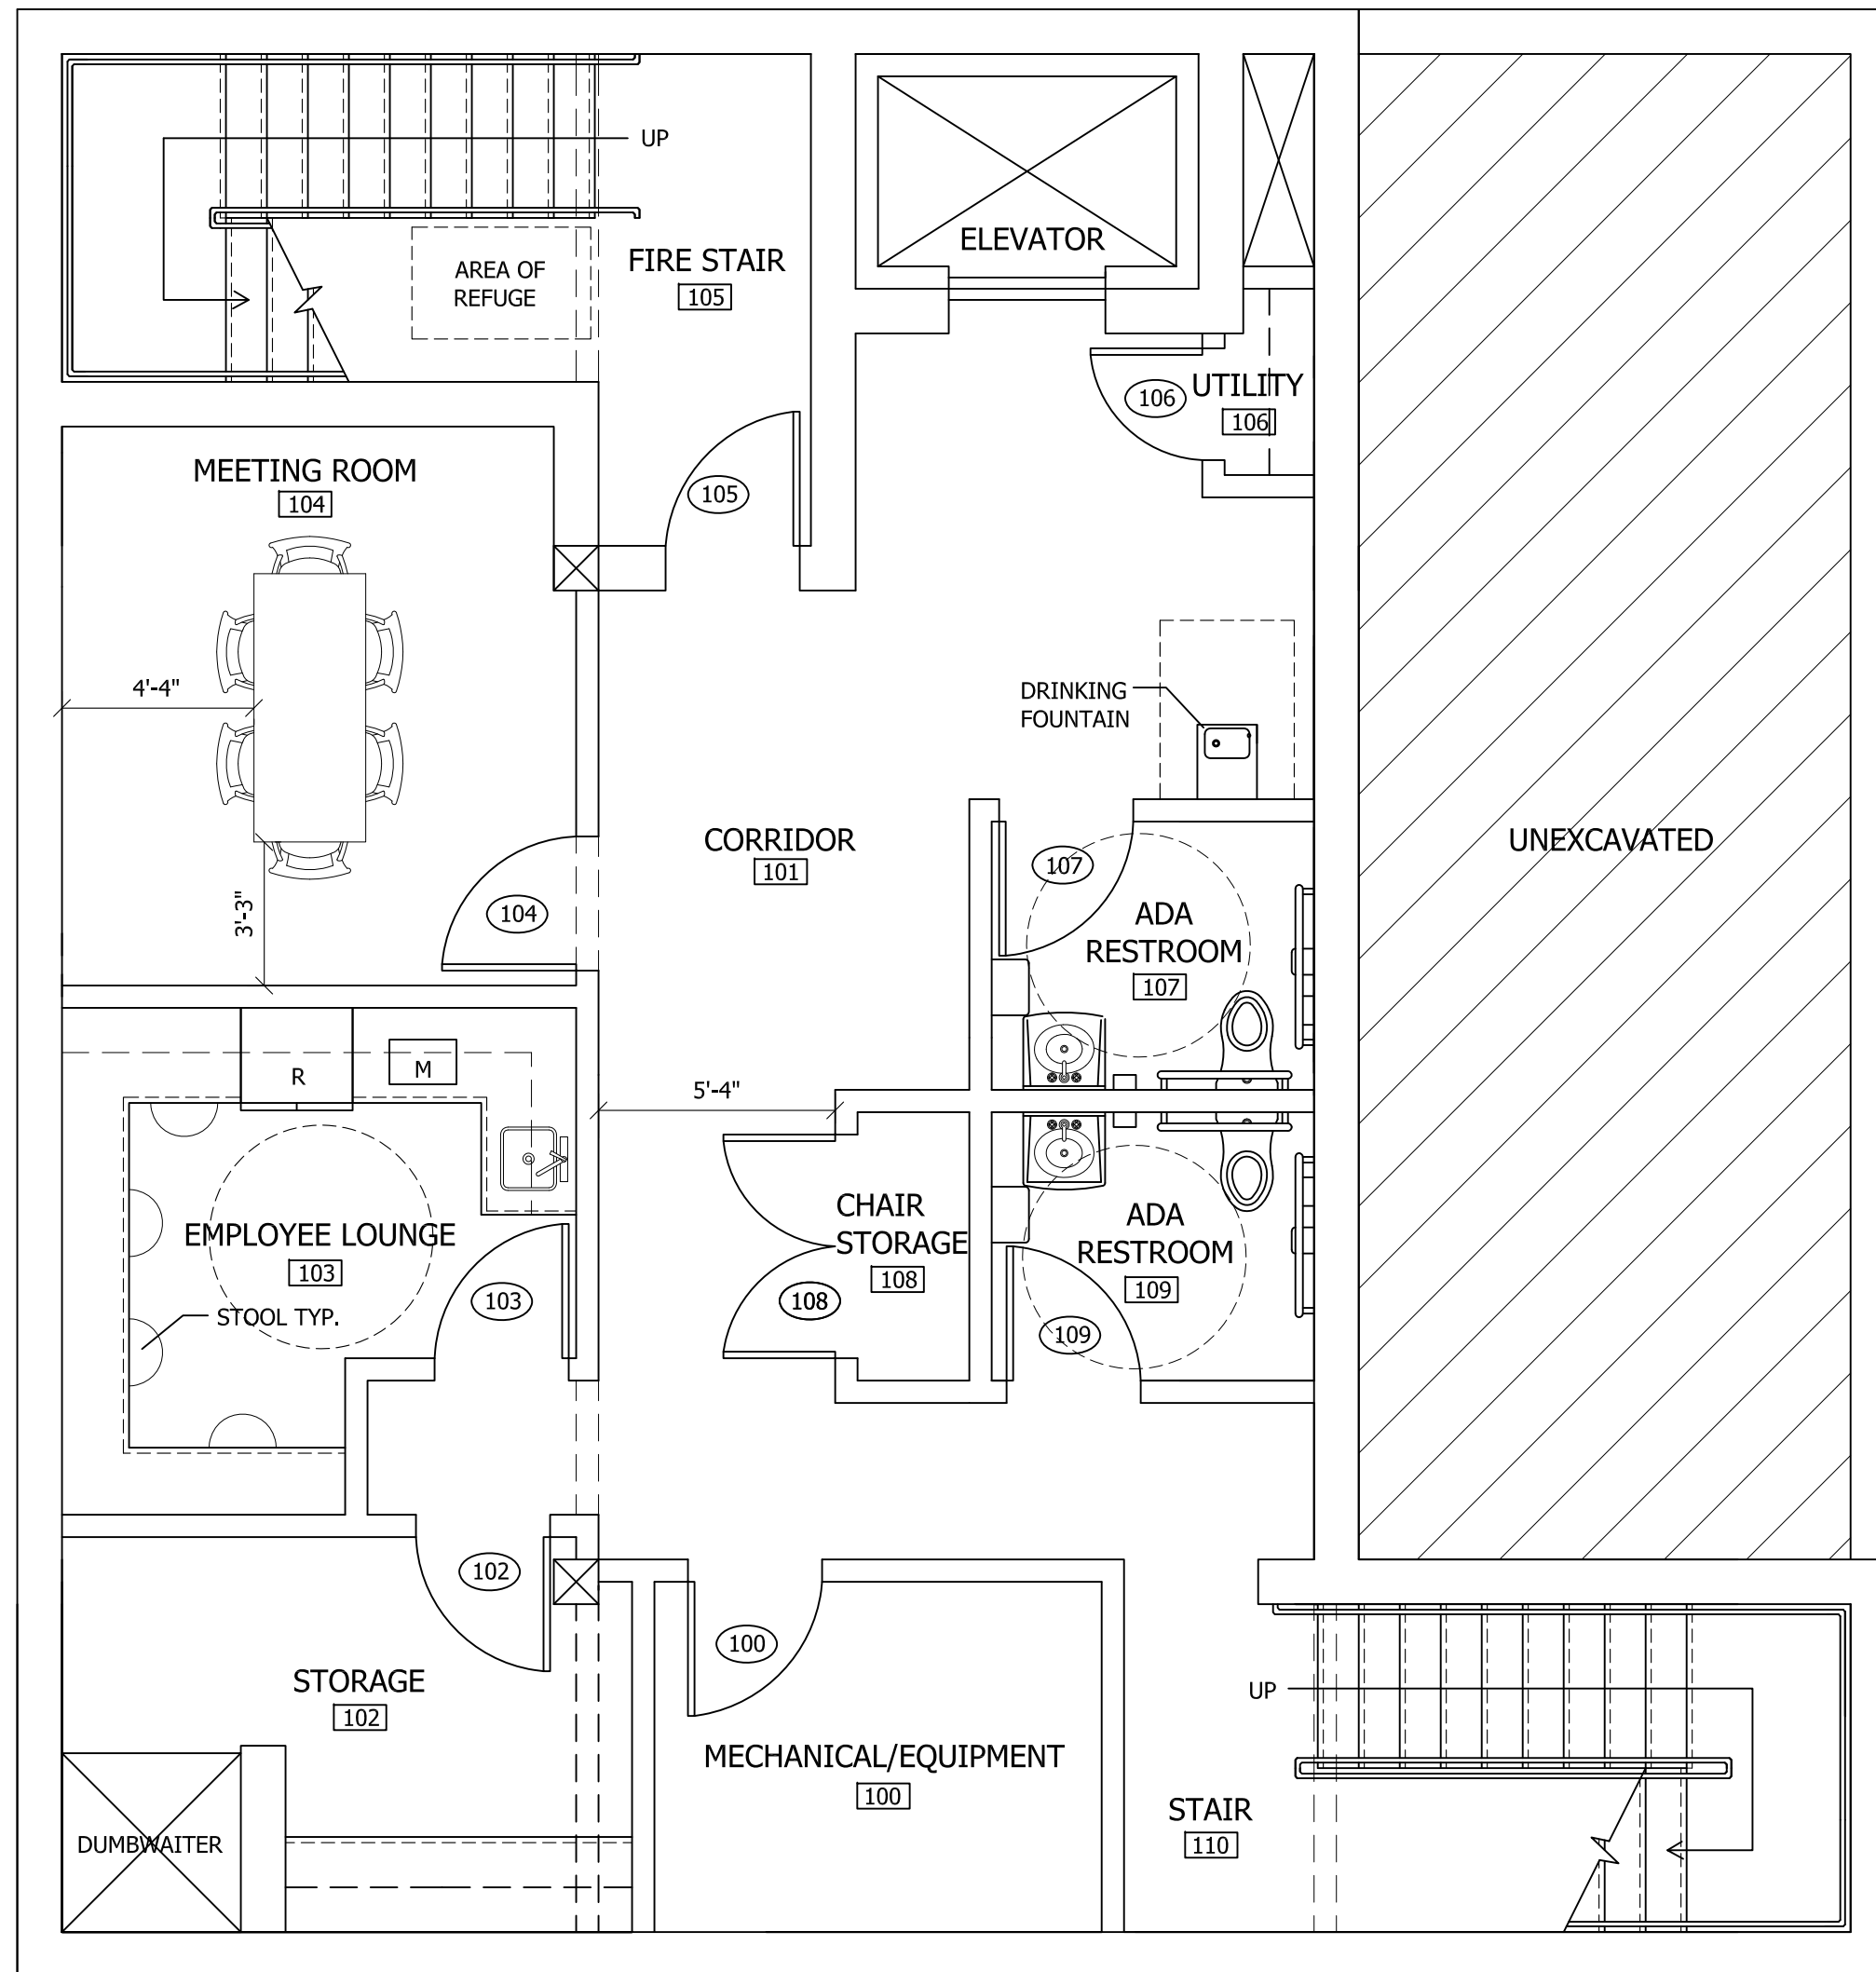 UP
ELEVATOR
FIRE STAIR
105
AREA OF
REFUGE
106
UTILITY
106
MEETING ROOM
104
105
4'-4"
DRINKING
FOUNTAIN
CORRIDOR
101
UNEXCAVATED
107
104
3'-3"
ADA
RESTROOM
107
R
M
5'-4"
CHAIR
STORAGE
108
ADA
RESTROOM
109
EMPLOYEE LOUNGE
103
103
108
STOOL TYP.
109
102
100
STORAGE
102
UP
MECHANICAL/EQUIPMENT
100
STAIR
110
DUMBWAITER